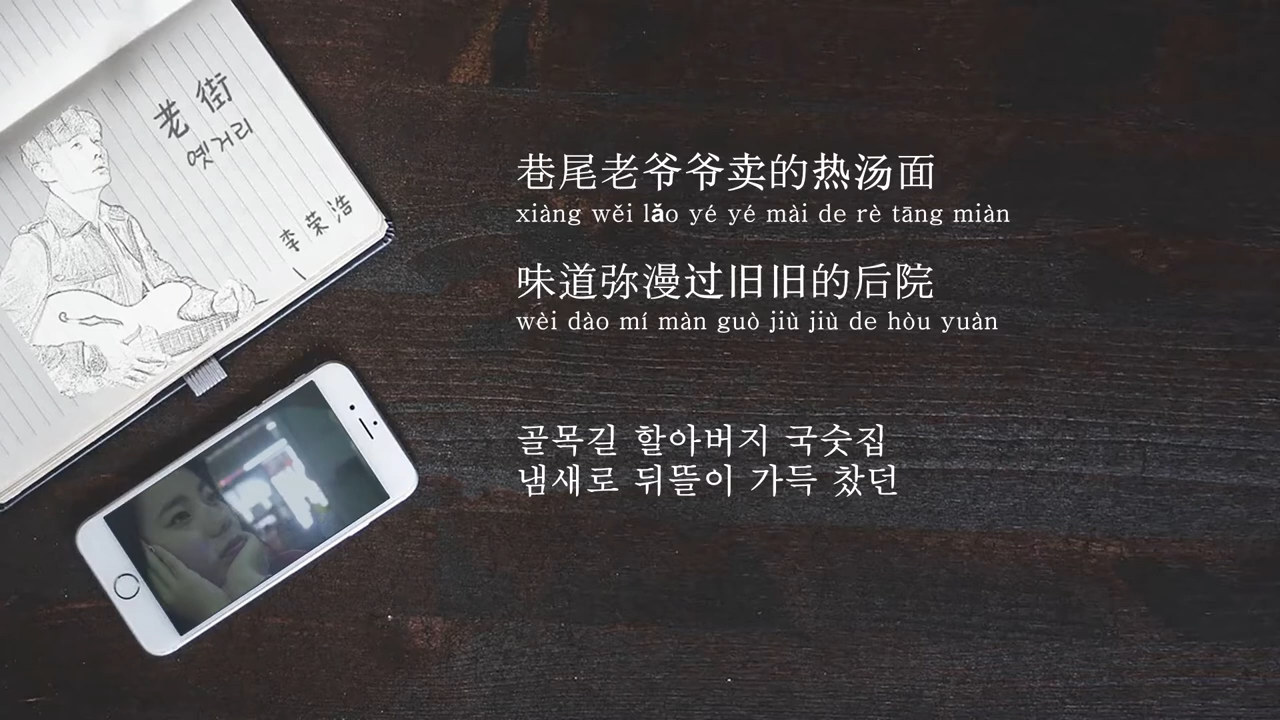 老街
옛거리
李荣浩
巷尾老爷爷卖的热汤面
xiàng wěi lǎo yé yé mài de rè tāng miàn
味道弥漫过旧旧的后院
wèi dào mí màn guò jiù jiù de hòu yuàn
골목길 할아버지 국숫집
냄새로 뒤뜰이 가득 찼던